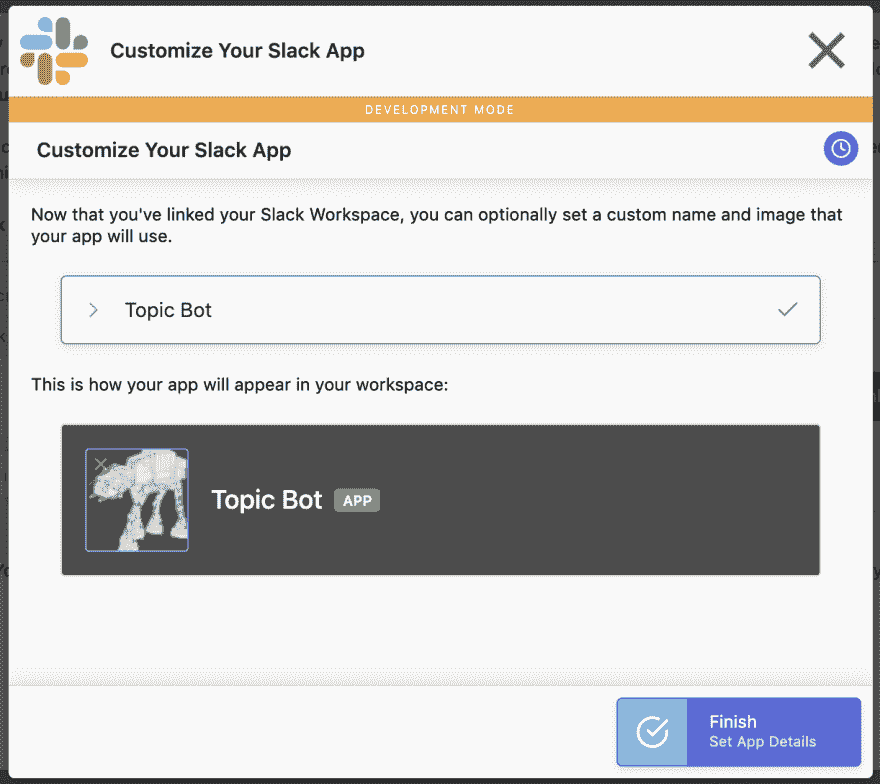 Customize Your Slack App
DEVELOPMENT MODE
Customize Your Slack App
Now that you've linked your Slack Workspace, you can optionally set a custom name and image that
your app will use.
Topic Bot
This is how your app will appear in your workspace:
Topic Bot APP
Finish
Set App Details